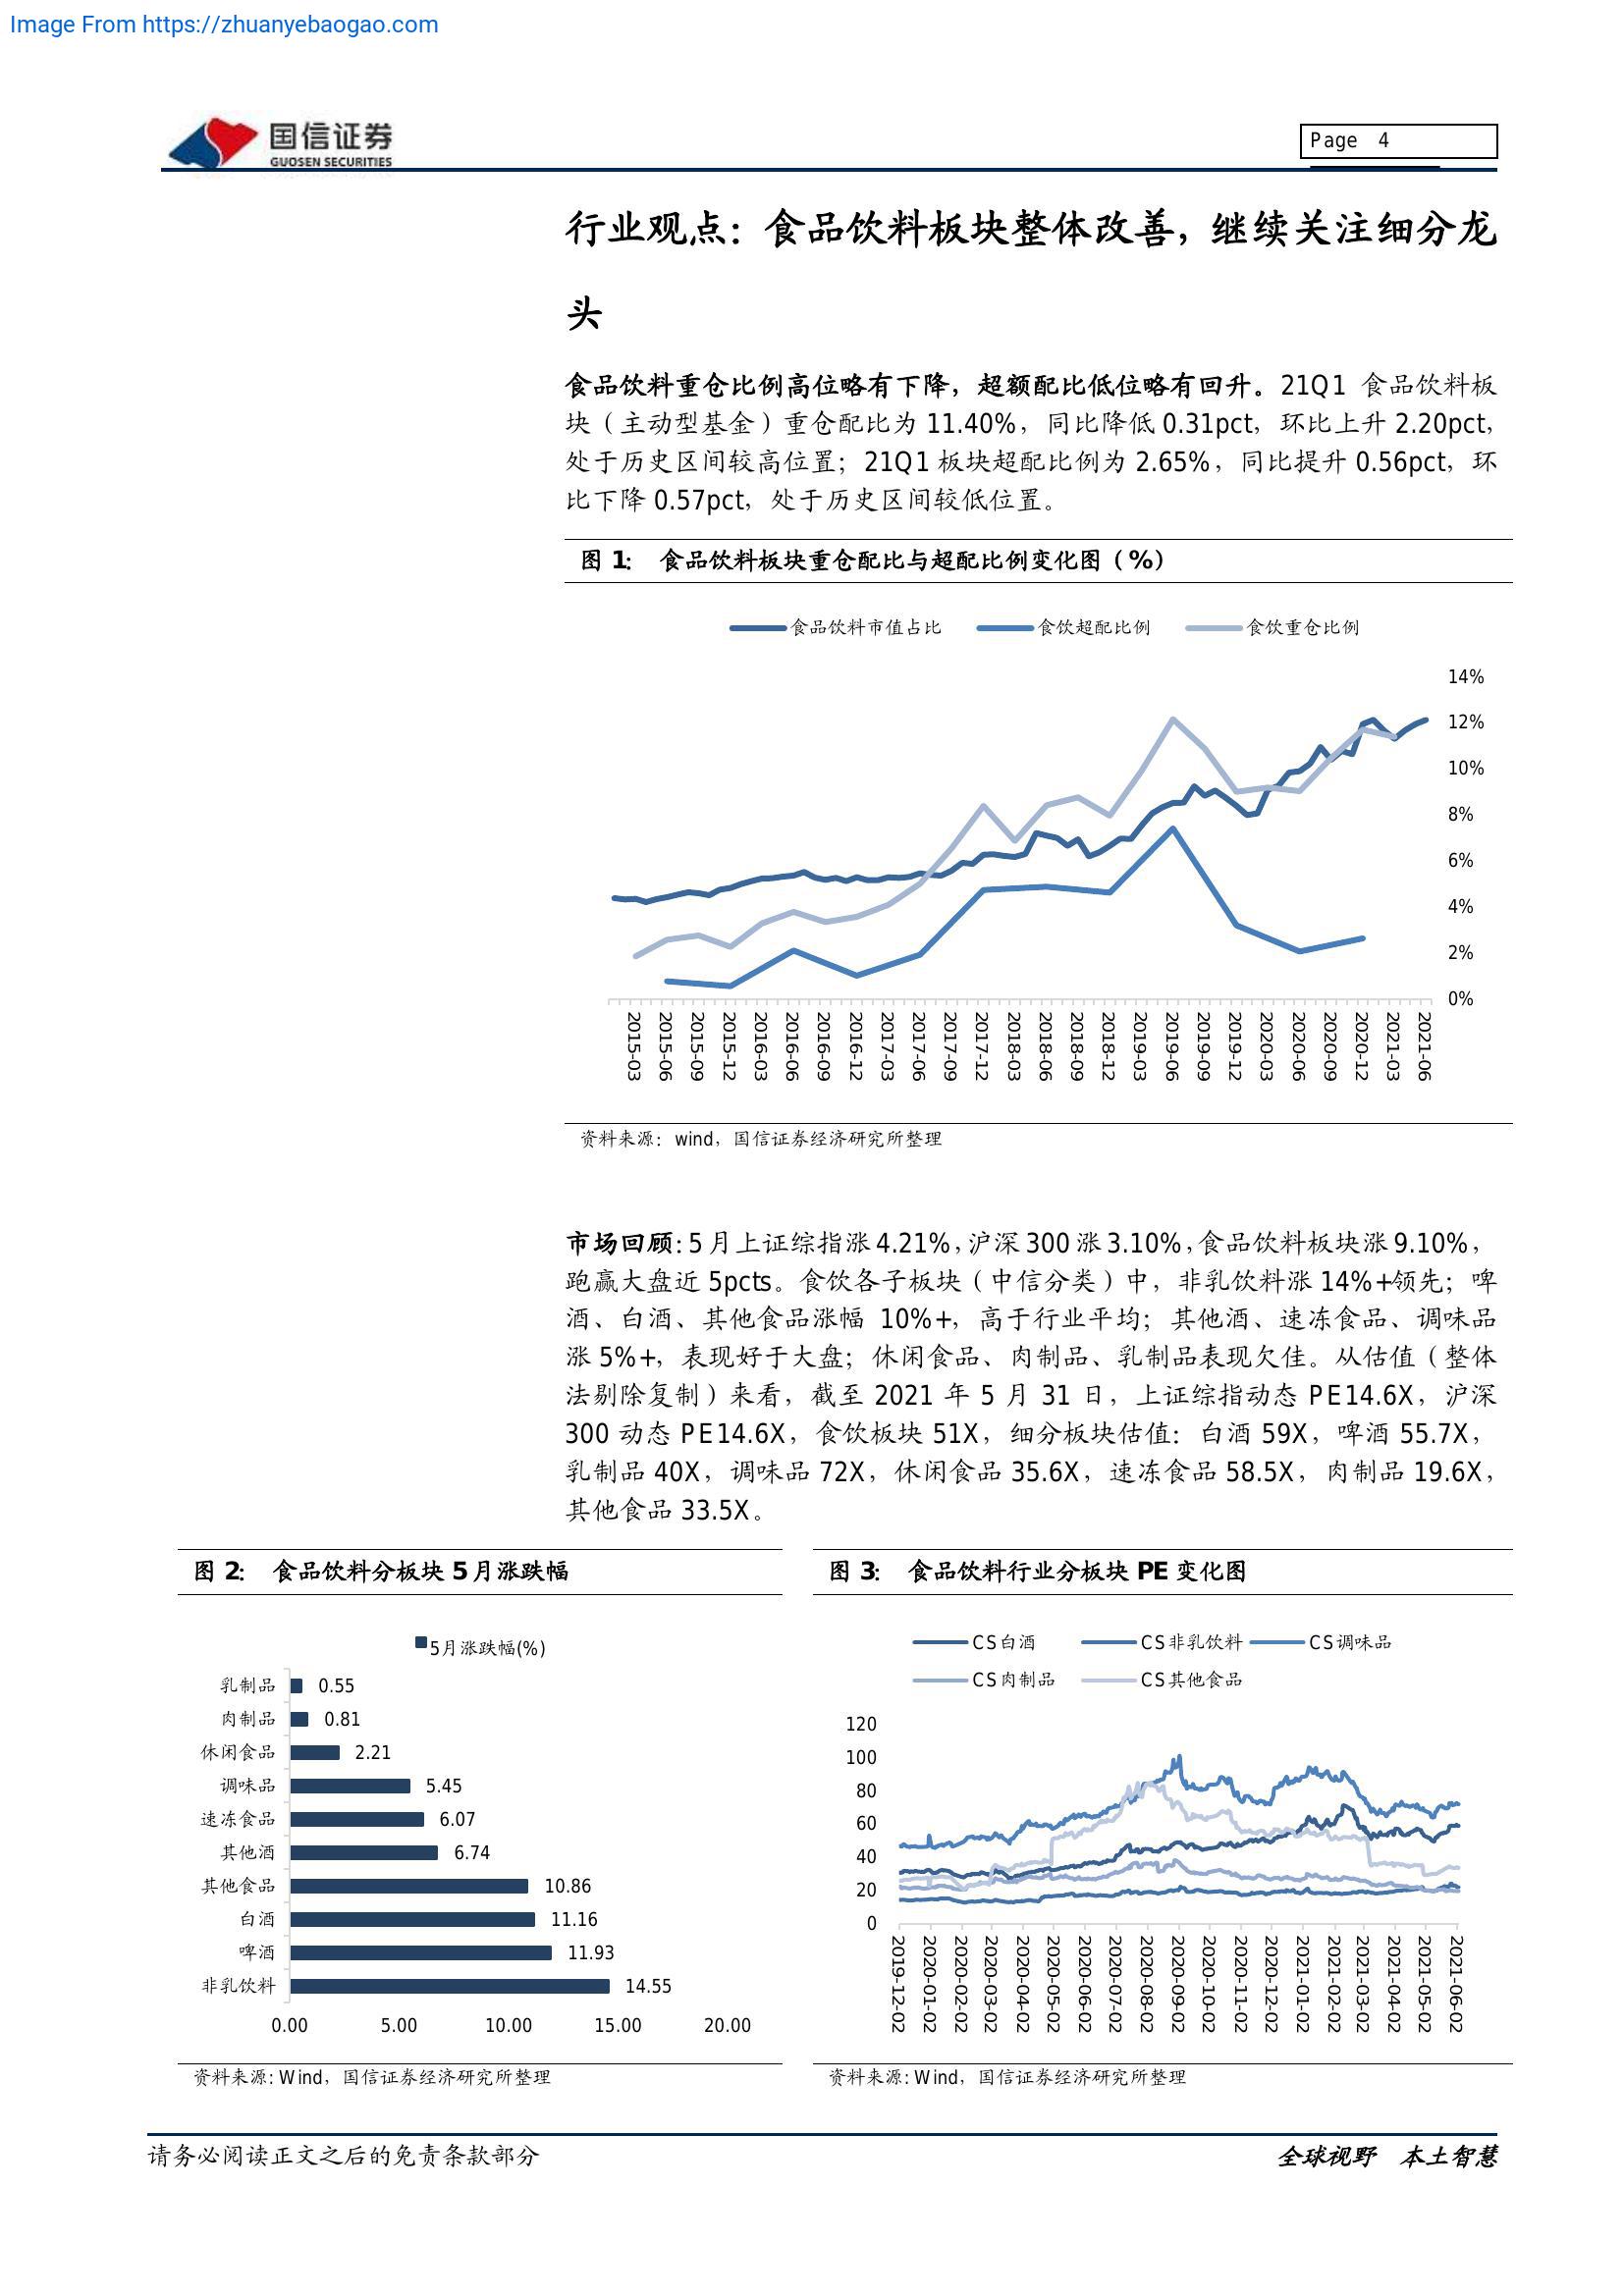 Image From https://zhuanyebaogao.com
国信证券
GUOSEN SECURITIES
Page 4
行业观点：食品饮料板块整体改善，继续关注细分龙
头
食品饮料重仓比例高位略有下降，超额配比低位略有回升。21Q1 食品饮料板
块（主动型基金）重仓配比为 11.40%，同比降低 0.31pct，环比上升 2.20pct，
处于历史区间较高位置；21Q1 板块超配比例为 2.65%，同比提升 0.56pct，环
比下降 0.57pct，处于历史区间较低位置。
图 1： 食品饮料板块重仓配比与超配比例变化图（%）
食品饮料市值占比 食饮超配比例 食饮重仓比例
14%
12%
10%
8%
6%
4%
2%
0%
2015-03 2015-06 2015-09 2015-12 2016-03 2016-06 2016-09 2016-12 2017-03 2017-06 2017-09 2017-12 2018-03 2018-06 2018-09 2018-12 2019-03 2019-06 2019-09 2019-12 2020-03 2020-06 2020-09 2020-12 2021-03 2021-06
资料来源：wind，国信证券经济研究所整理
市场回顾：5 月上证综指涨 4.21%，沪深 300 涨 3.10%，食品饮料板块涨 9.10%，
跑赢大盘近 5pcts。食饮各子板块（中信分类）中，非乳饮料涨 14%+领先；啤
酒、白酒、其他食品涨幅 10%+，高于行业平均；其他酒、速冻食品、调味品
涨 5%+，表现好于大盘；休闲食品、肉制品、乳制品表现欠佳。从估值（整体
法剔除复制）来看，截至 2021 年 5 月 31 日，上证综指动态 PE14.6X，沪深
300 动态 PE14.6X，食饮板块 51X，细分板块估值：白酒 59X，啤酒 55.7X，
乳制品 40X，调味品 72X，休闲食品 35.6X，速冻食品 58.5X，肉制品 19.6X，
其他食品 33.5X。
图 2： 食品饮料分板块 5 月涨跌幅
5月涨跌幅(%)
乳制品 0.55
肉制品 0.81
休闲食品 2.21
调味品 5.45
速冻食品 6.07
其他酒 6.74
其他食品 10.86
白酒 11.16
啤酒 11.93
非乳饮料 14.55
0.00 5.00 10.00 15.00 20.00
资料来源：Wind，国信证券经济研究所整理
图 3： 食品饮料行业分板块 PE 变化图
CS白酒 CS非乳饮料 CS调味品
CS肉制品 CS其他食品
120
100
80
60
40
20
0
2019-12-02 2020-01-02 2020-02-02 2020-03-02 2020-04-02 2020-05-02 2020-06-02 2020-07-02 2020-08-02 2020-09-02 2020-10-02 2020-11-02 2020-12-02 2021-01-02 2021-02-02 2021-03-02 2021-04-02 2021-05-02 2021-06-02
资料来源：Wind，国信证券经济研究所整理
请务必阅读正文之后的免责条款部分
全球视野 本土智慧